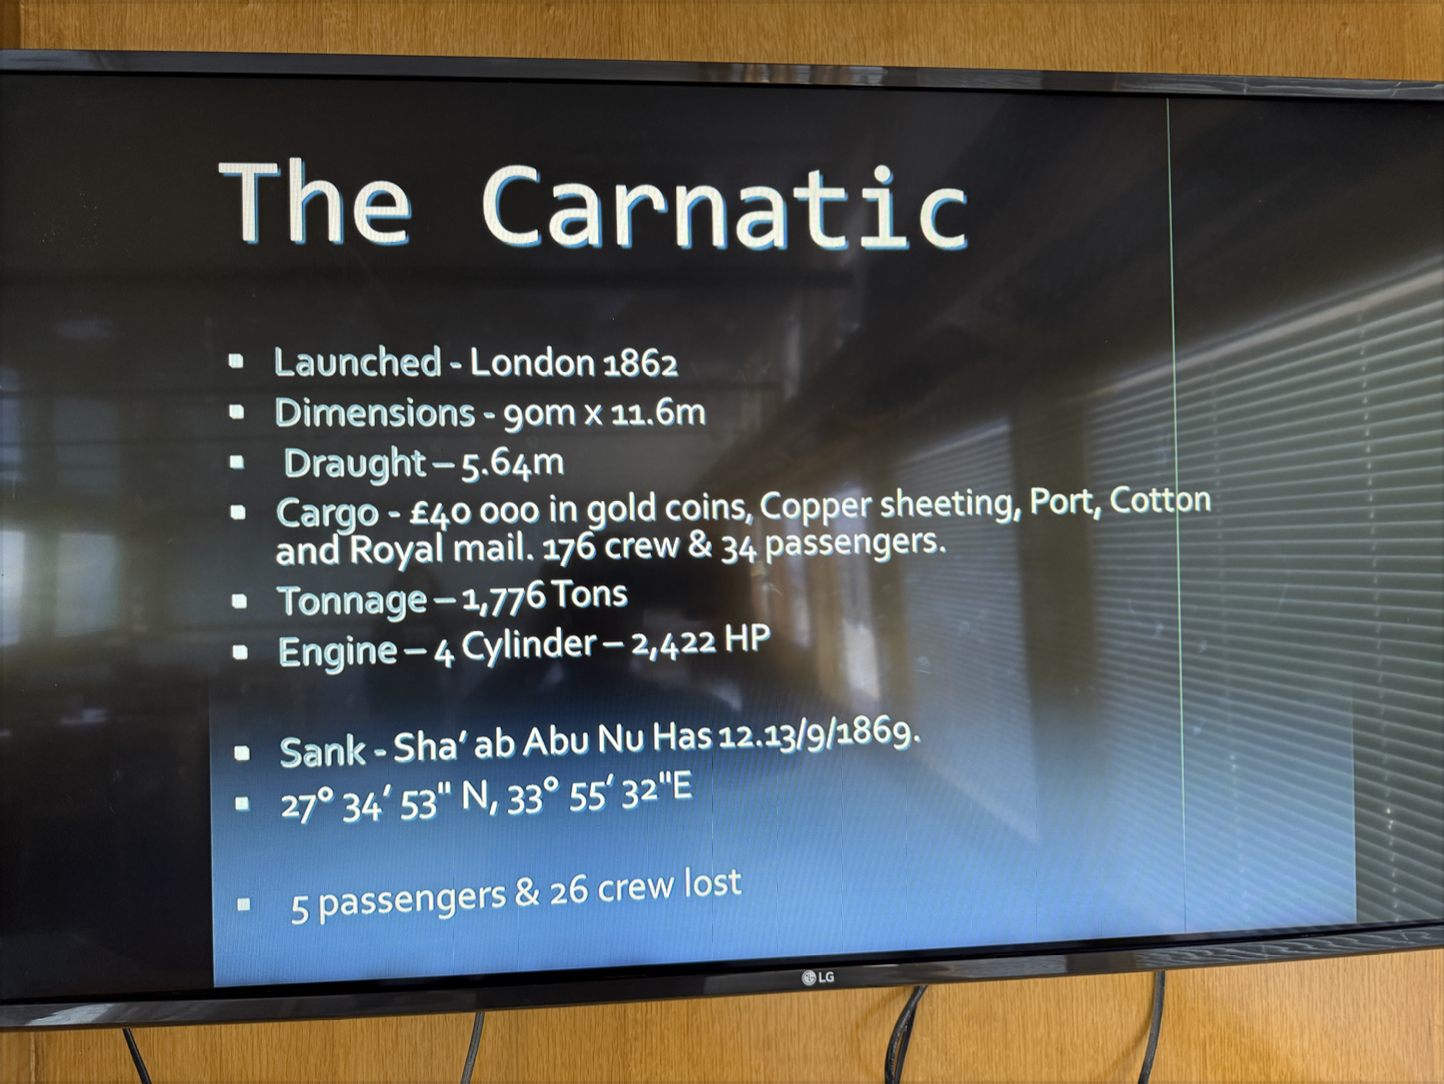 The Carnatic
▪ Launched - London 1862
▪ Dimensions - 90m x 11.6m
▪ Draught – 5.64m
▪ Cargo - £40 000 in gold coins, Copper sheeting, Port, Cotton
and Royal mail. 176 crew & 34 passengers.
▪ Tonnage – 1,776 Tons
▪ Engine – 4 Cylinder – 2,422 HP
▪ Sank - Sha’ ab Abu Nu Has 12.13/9/1869.
▪ 27° 34’ 53" N, 33° 55’ 32"E
▪ 5 passengers & 26 crew lost
LG